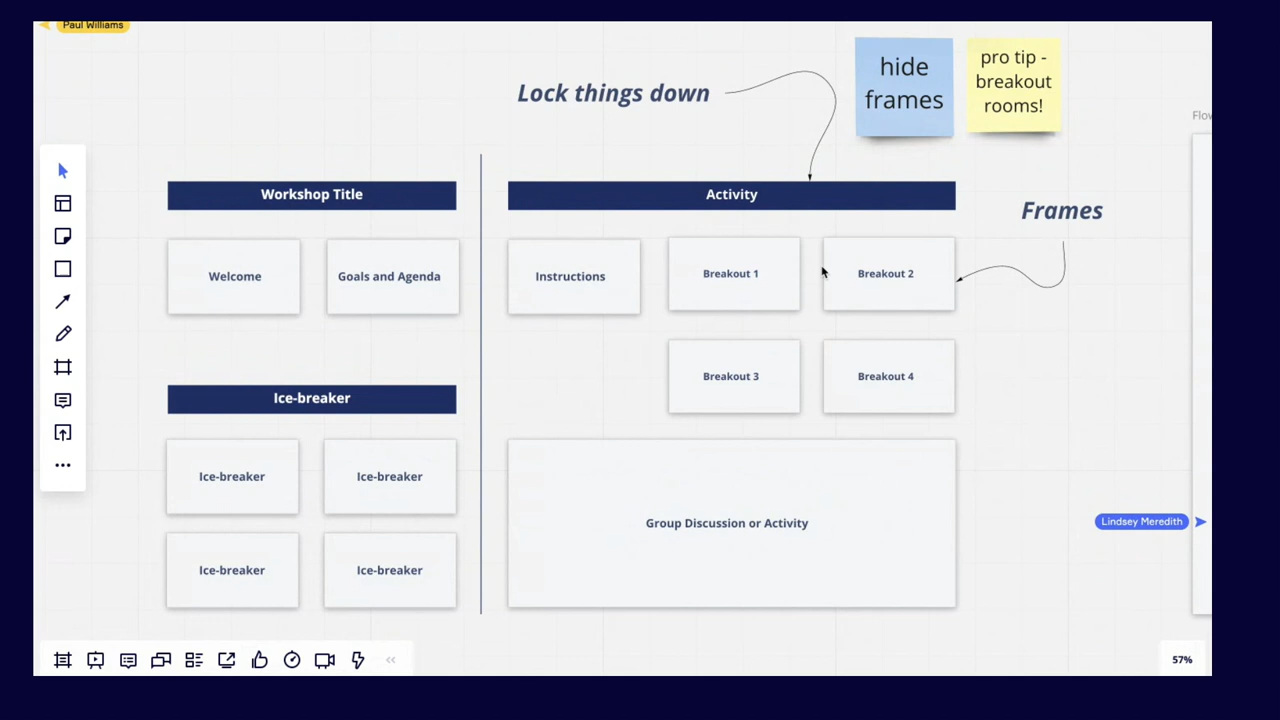 Paul Williams
Lock things down
hide
frames
pro tip -
breakout
rooms!
Flow
Workshop Title
Activity
Frames
Welcome
Goals and Agenda
Instructions
Breakout 1
Breakout 2
Breakout 3
Breakout 4
Ice-breaker
Ice-breaker
Ice-breaker
Group Discussion or Activity
Lindsey Meredith
Ice-breaker
Ice-breaker
57%